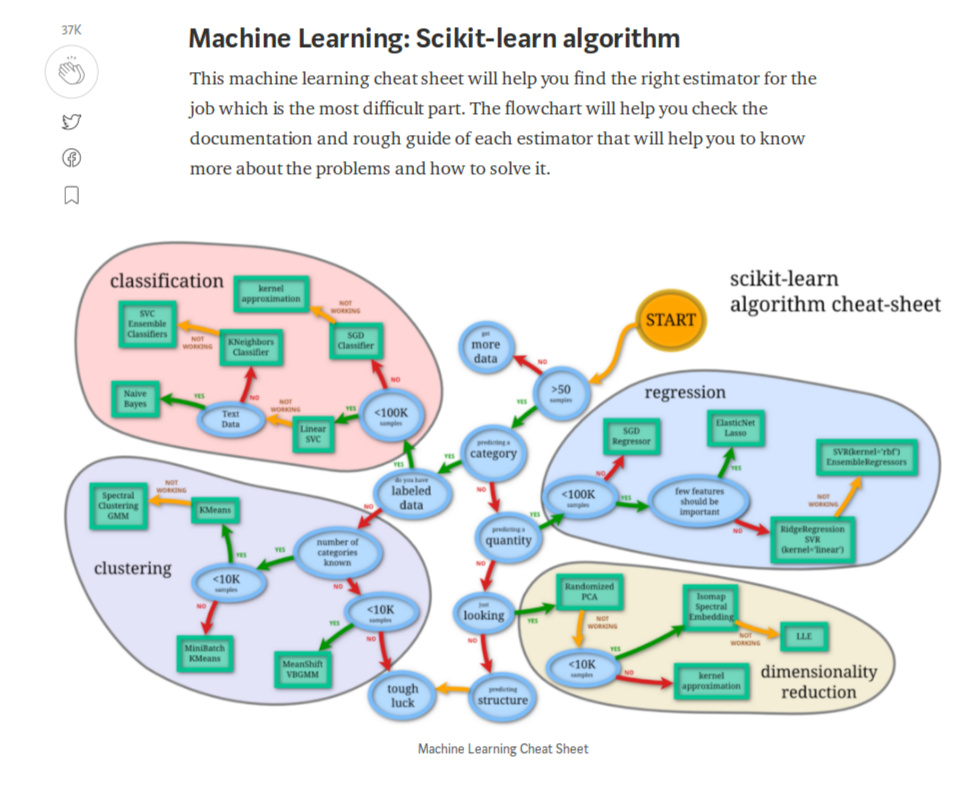 37K
Machine Learning: Scikit-learn algorithm
This machine learning cheat sheet will help you find the right estimator for the
job which is the most difficult part. The flowchart will help you check the
documentation and rough guide of each estimator that will help you to know
more about the problems and how to solve it.
scikit-learn
algorithm cheat-sheet
START
get
more
data
NO
>50
samples
YES
predicting a
category
YES
NO
do you have
labeled
data
YES
NO
predicting a
quantity
YES
NO
just
looking
YES
NO
predicting
structure
tough
luck
classification
kernel
approximation
NOT
WORKING
SVC
Ensemble
Classifiers
NOT
WORKING
KNeighbors
Classifier
SGD
Classifier
NO
Naive
Bayes
YES
NO
Text
Data
NOT
WORKING
Linear
SVC
YES
<100K
samples
regression
SGD
Regressor
ElasticNet
Lasso
SVR(kernel='rbf')
EnsembleRegressors
NO
YES
<100K
samples
YES
few features
should be
important
NOT
WORKING
NO
RidgeRegression
SVR
(kernel='linear')
clustering
Spectral
Clustering
GMM
NOT
WORKING
KMeans
number of
categories
known
YES
YES
<10K
samples
NO
NO
<10K
samples
YES
NO
MiniBatch
KMeans
MeanShift
VBGMM
dimensionality
reduction
Randomized
PCA
NOT
WORKING
Isomap
Spectral
Embedding
NOT
WORKING
LLE
YES
<10K
samples
NO
kernel
approximation
Machine Learning Cheat Sheet